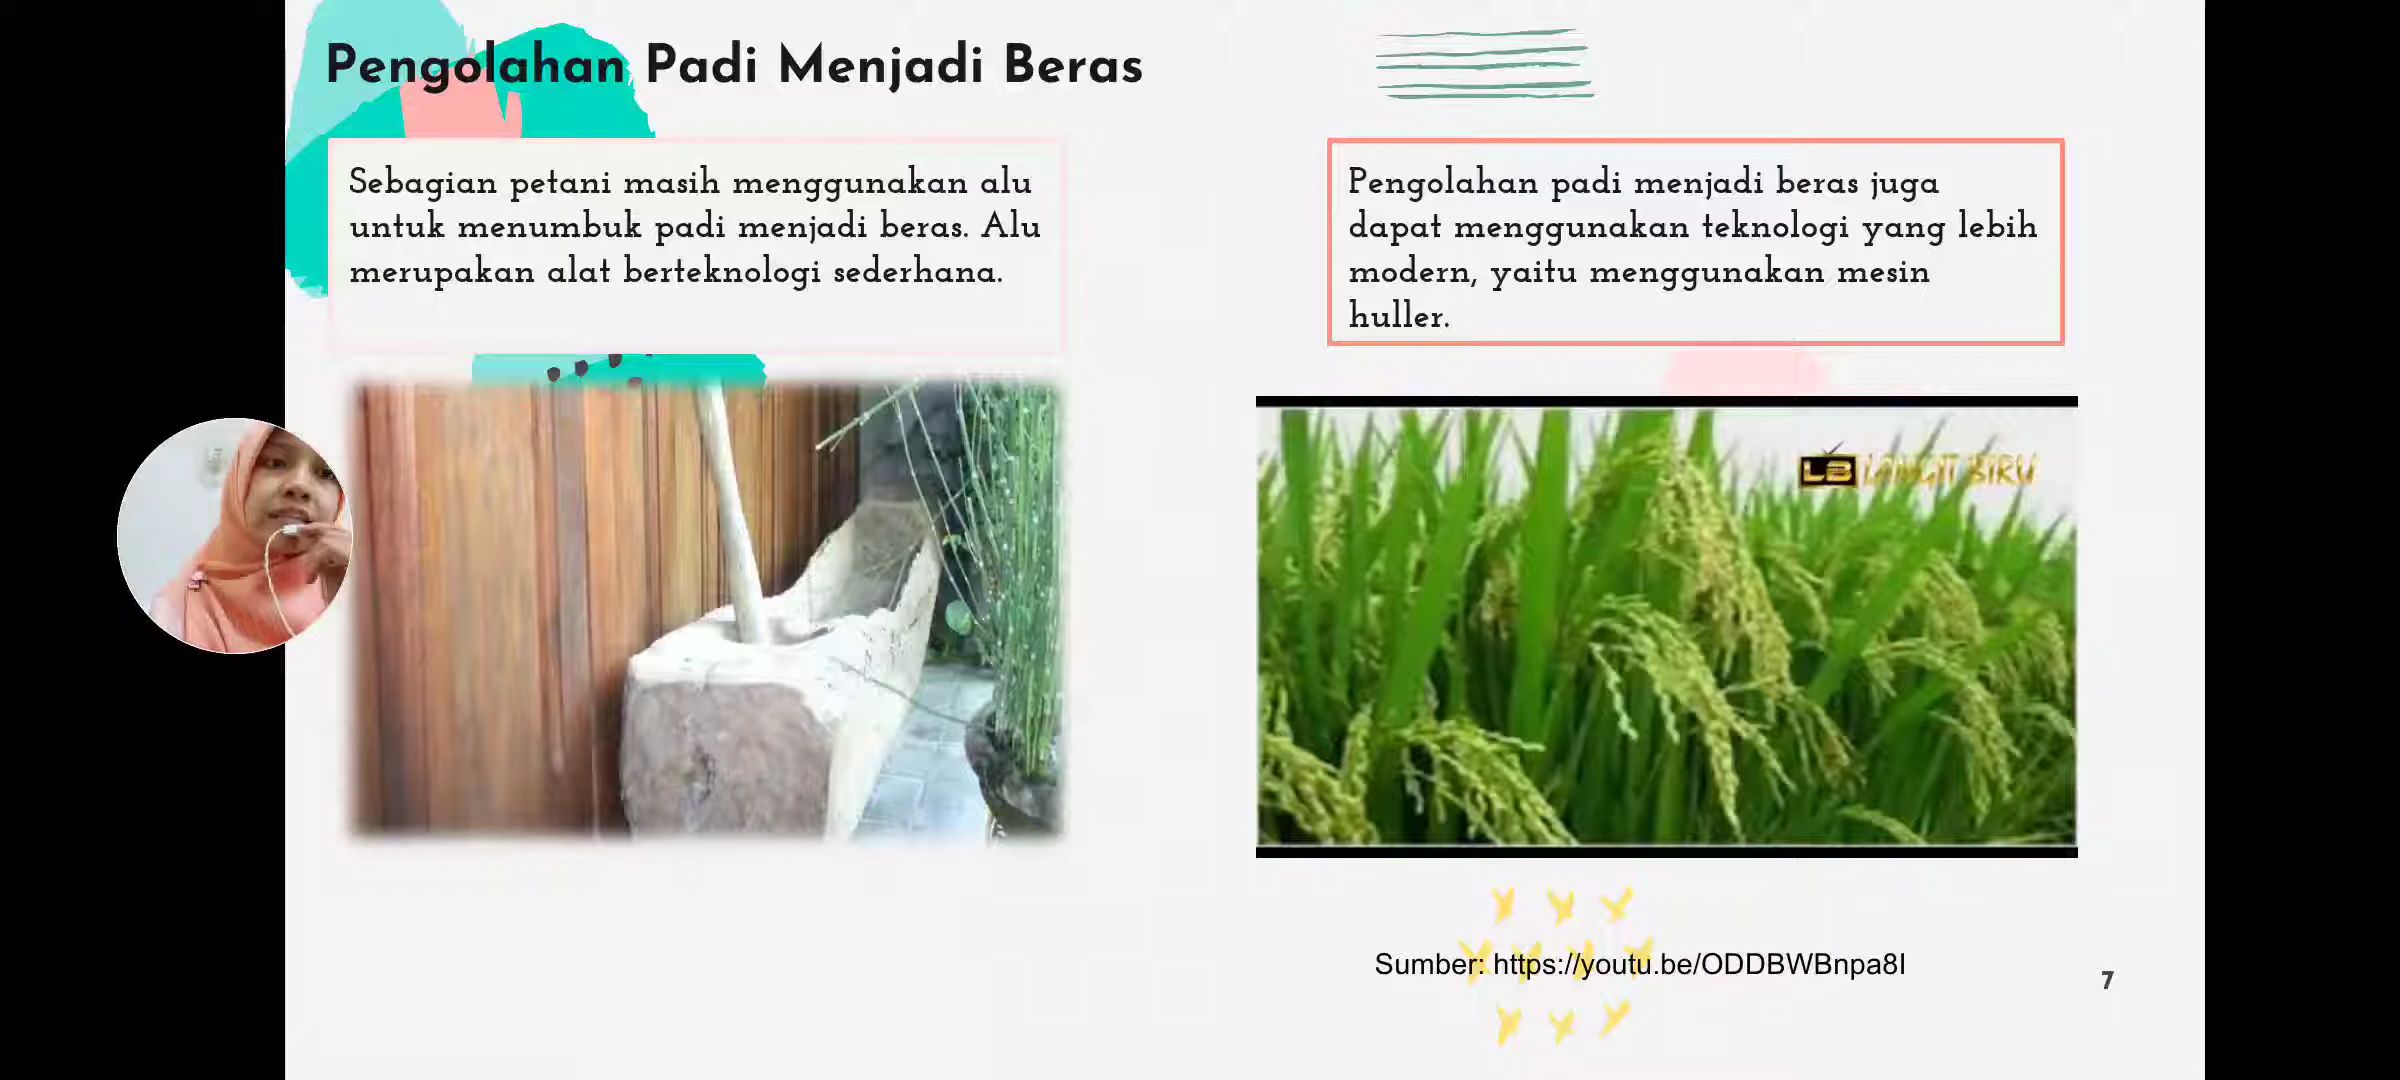 Pengolahan Padi Menjadi Beras
Sebagian petani masih menggunakan alu
untuk menumbuk padi menjadi beras. Alu
merupakan alat berteknologi sederhana.
Pengolahan padi menjadi beras juga
dapat menggunakan teknologi yang lebih
modern, yaitu menggunakan mesin
huller.
LB LANGIT BIRU
Sumber: https://youtu.be/ODDBWBnpa8I
7